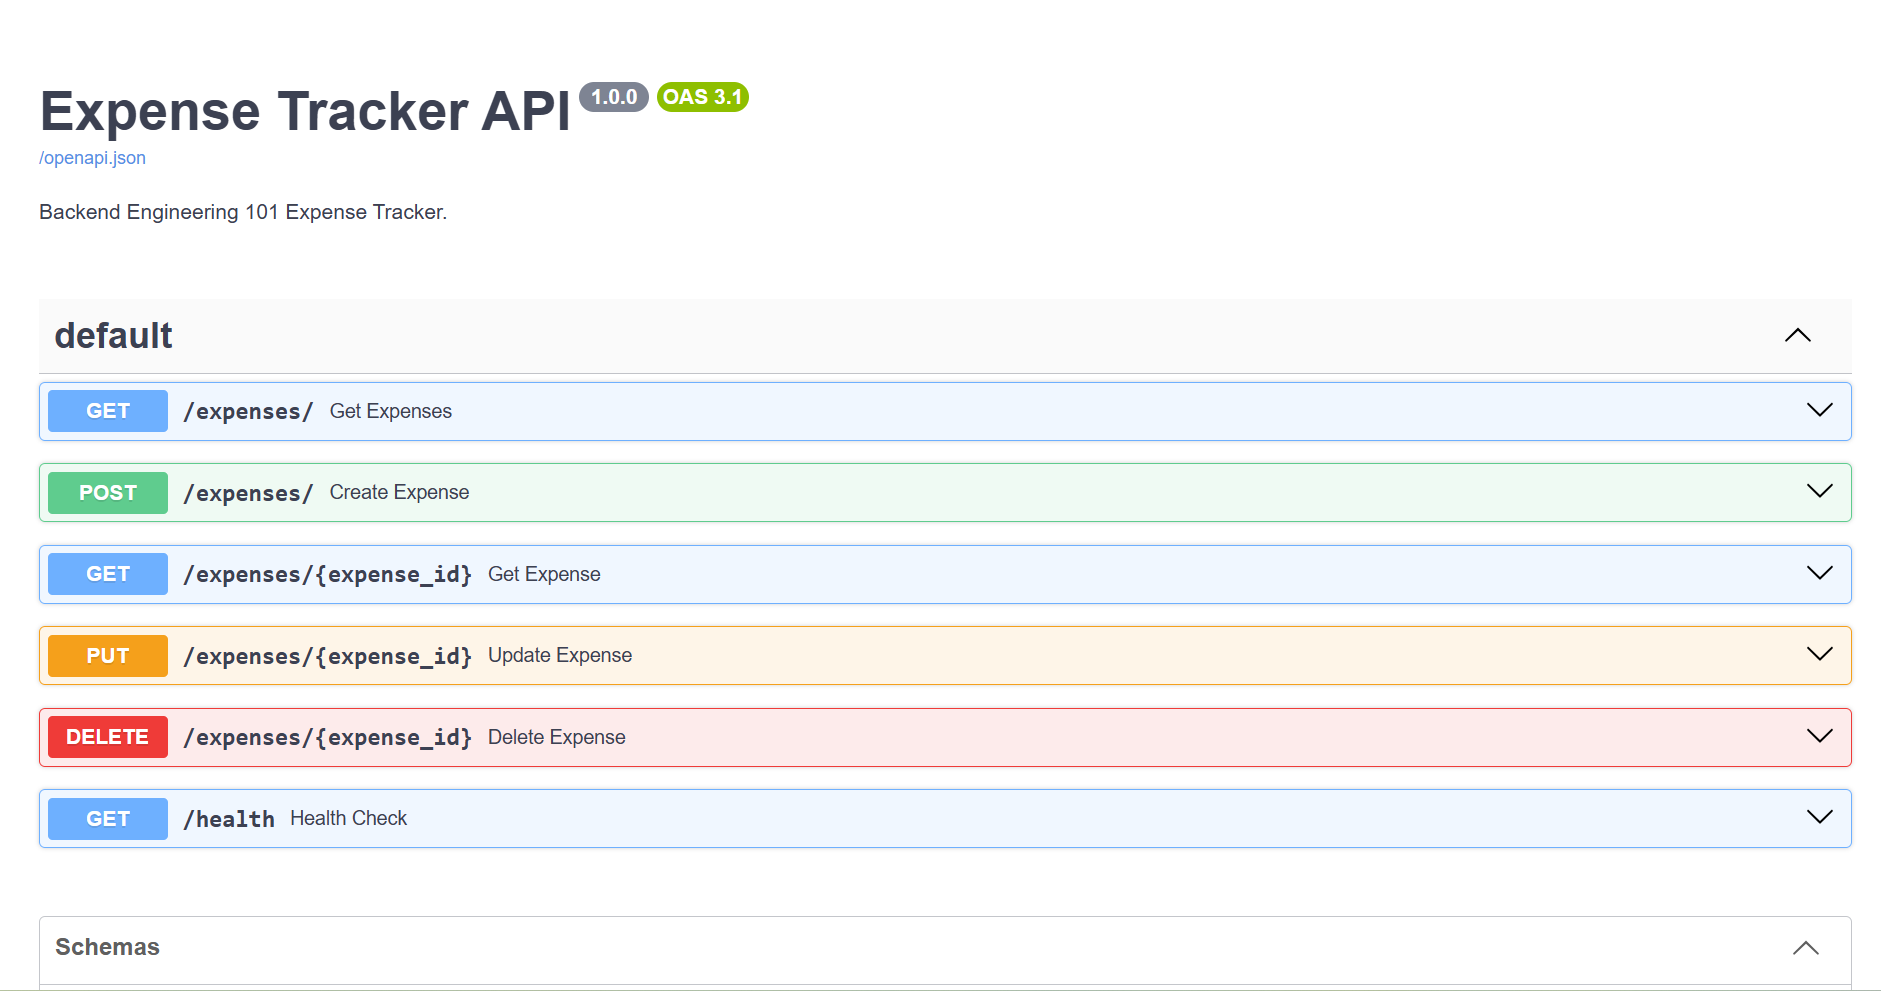 Expense Tracker API 1.0.0 OAS 3.1
/openapi.json
Backend Engineering 101 Expense Tracker.
default
GET /expenses/ Get Expenses
POST /expenses/ Create Expense
GET /expenses/{expense_id} Get Expense
PUT /expenses/{expense_id} Update Expense
DELETE /expenses/{expense_id} Delete Expense
GET /health Health Check
Schemas